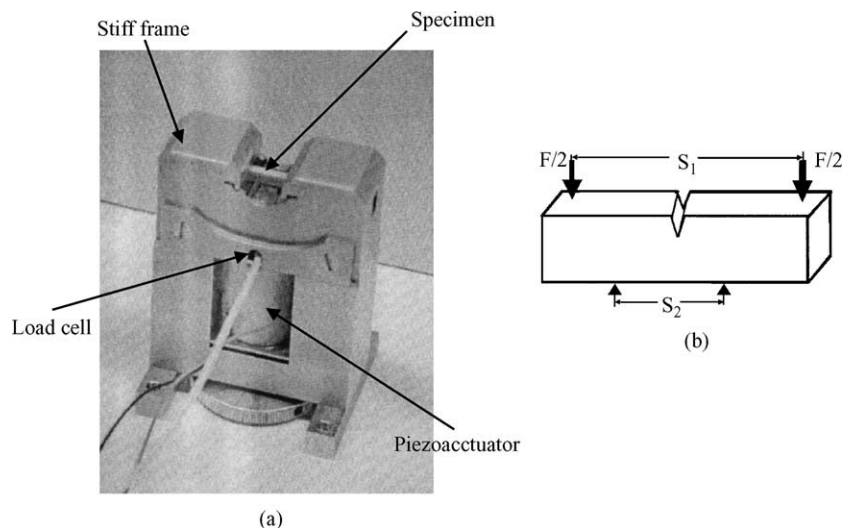 Stiff frame
Specimen
Load cell
Piezoacctuator
(a)
F/2
S1
F/2
S2
(b)